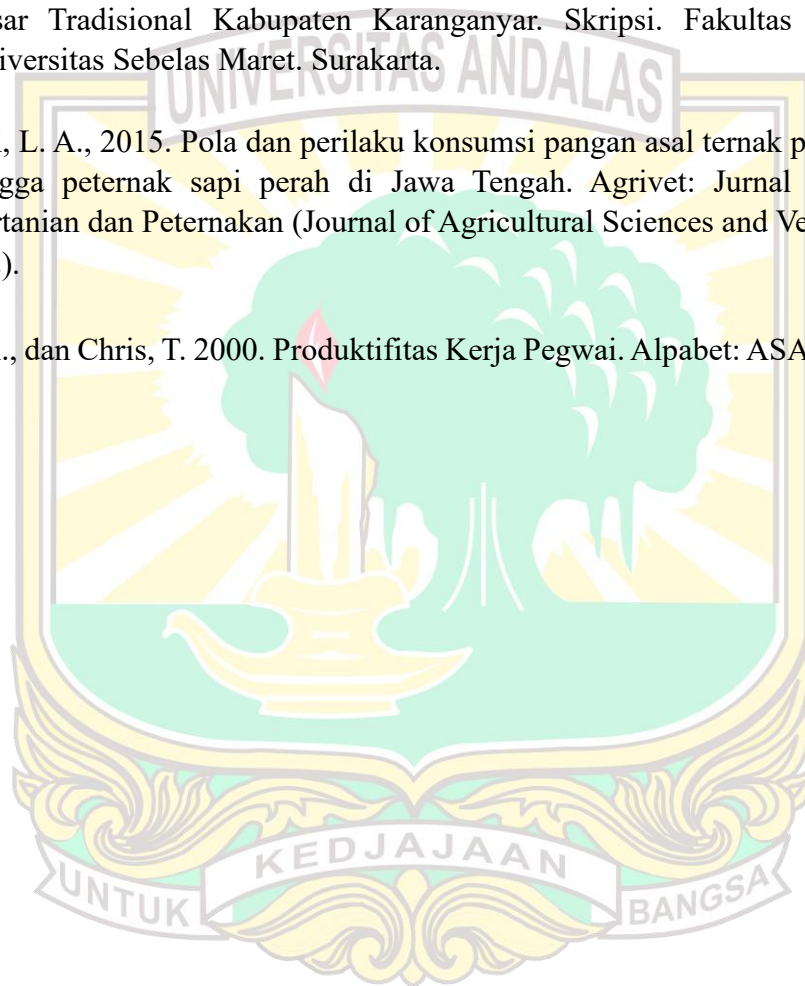 sar Tradisional Kabupaten Karanganyar. Skripsi. Fakultas
iversitas Sebelas Maret. Surakarta.
UNIVERSITAS ANDALAS
, L. A., 2015. Pola dan perilaku konsumsi pangan asal ternak p
gga peternak sapi perah di Jawa Tengah. Agrivet: Jurnal
rtanian dan Peternakan (Journal of Agricultural Sciences and Ve
).
., dan Chris, T. 2000. Produktifitas Kerja Pegwai. Alpabet: ASA
UNTUK KEDJAJAAN BANGSA